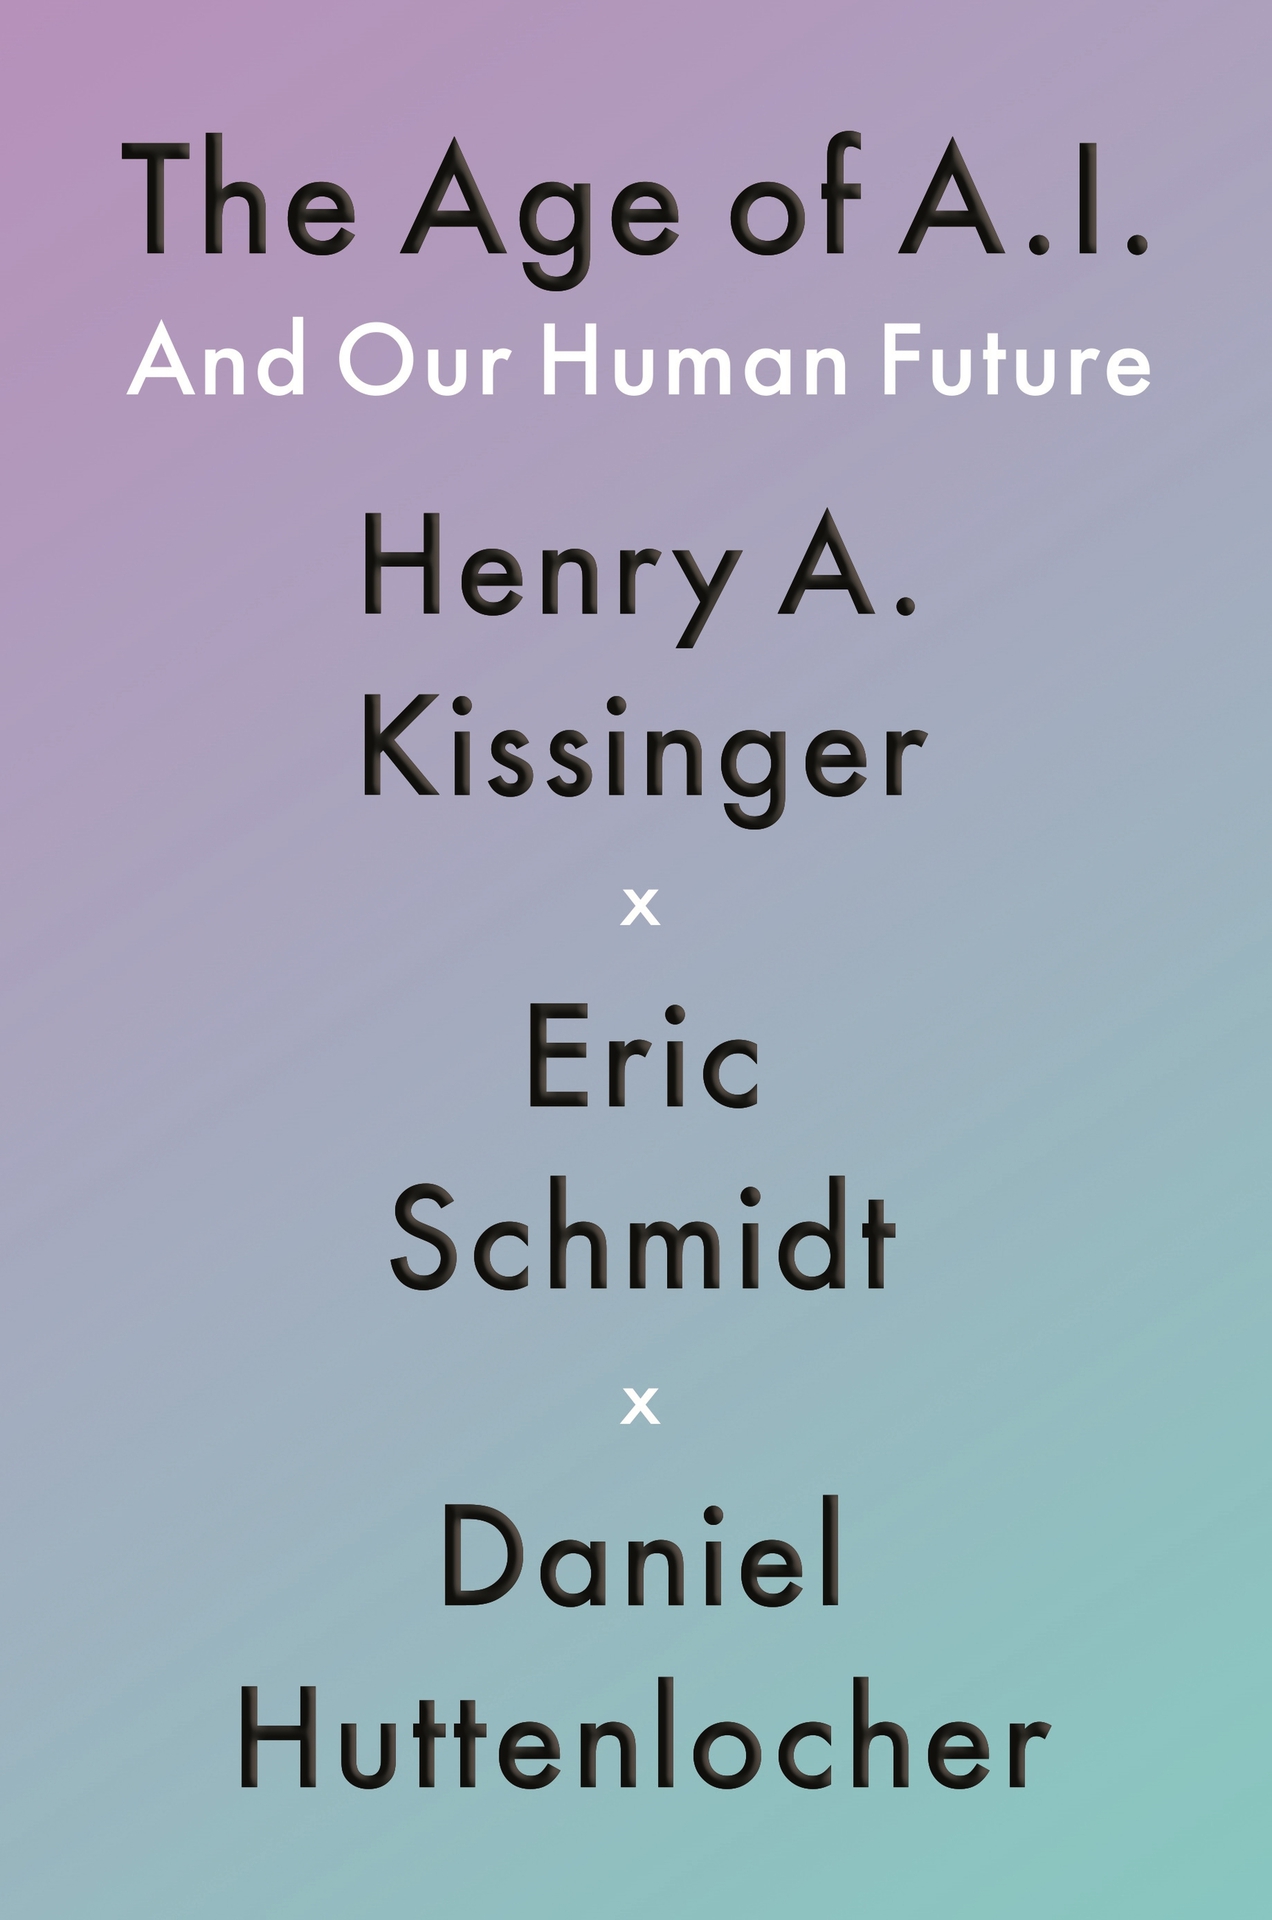 The Age of A.I.
And Our Human Future
Henry A.
Kissinger
x
Eric
Schmidt
x
Daniel
Huttenlocher